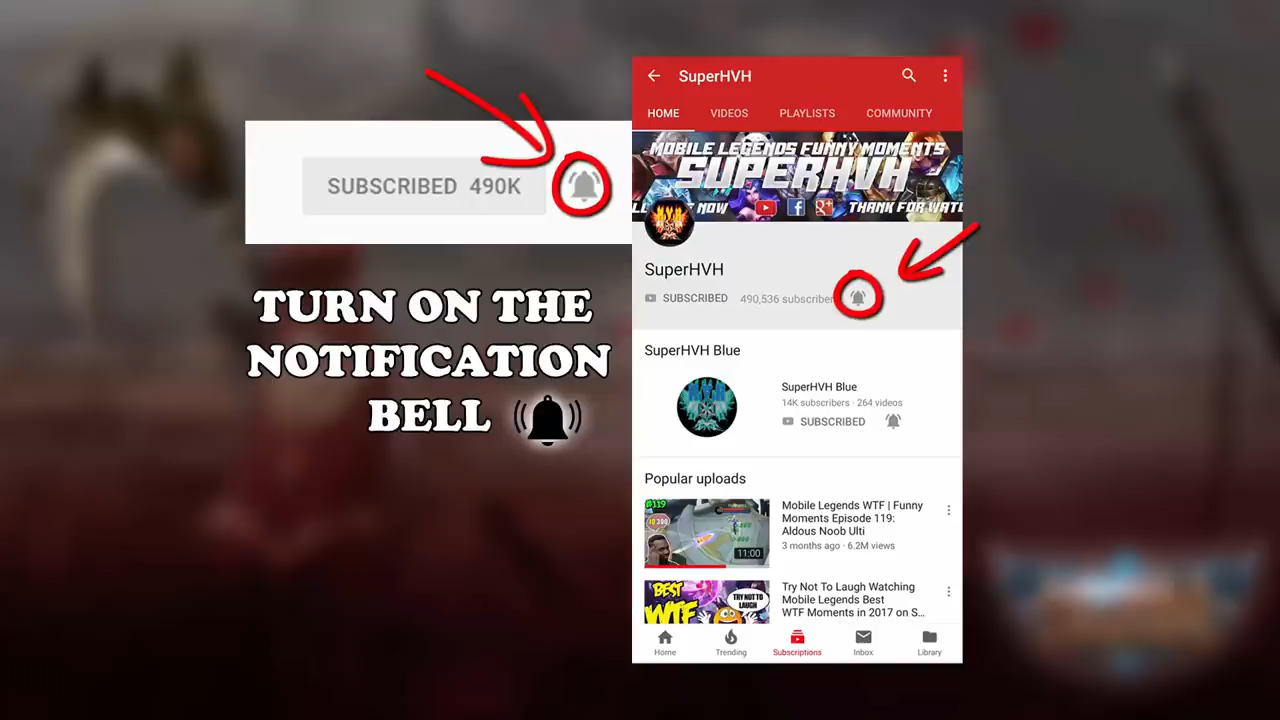 SUBSCRIBED 490K
TURN ON THE
NOTIFICATION
BELL
SuperHVH
HOME VIDEOS PLAYLISTS COMMUNITY
MOBILE LEGENDS FUNNY MOMENTS
SUPERHVH
NOW
THANK FOR WATC
SuperHVH
SUBSCRIBED 490,536 subscriber
SuperHVH Blue
SuperHVH Blue
14K subscribers · 264 videos
SUBSCRIBED
Popular uploads
#119
11:00
Mobile Legends WTF | Funny
Moments Episode 119:
Aldous Noob Ulti
3 months ago · 6.2M views
BEST
WTF
TRY NOT TO
LAUGH
Try Not To Laugh Watching
Mobile Legends Best
WTF Moments in 2017 on S...
Home Trending Subscriptions Inbox Library